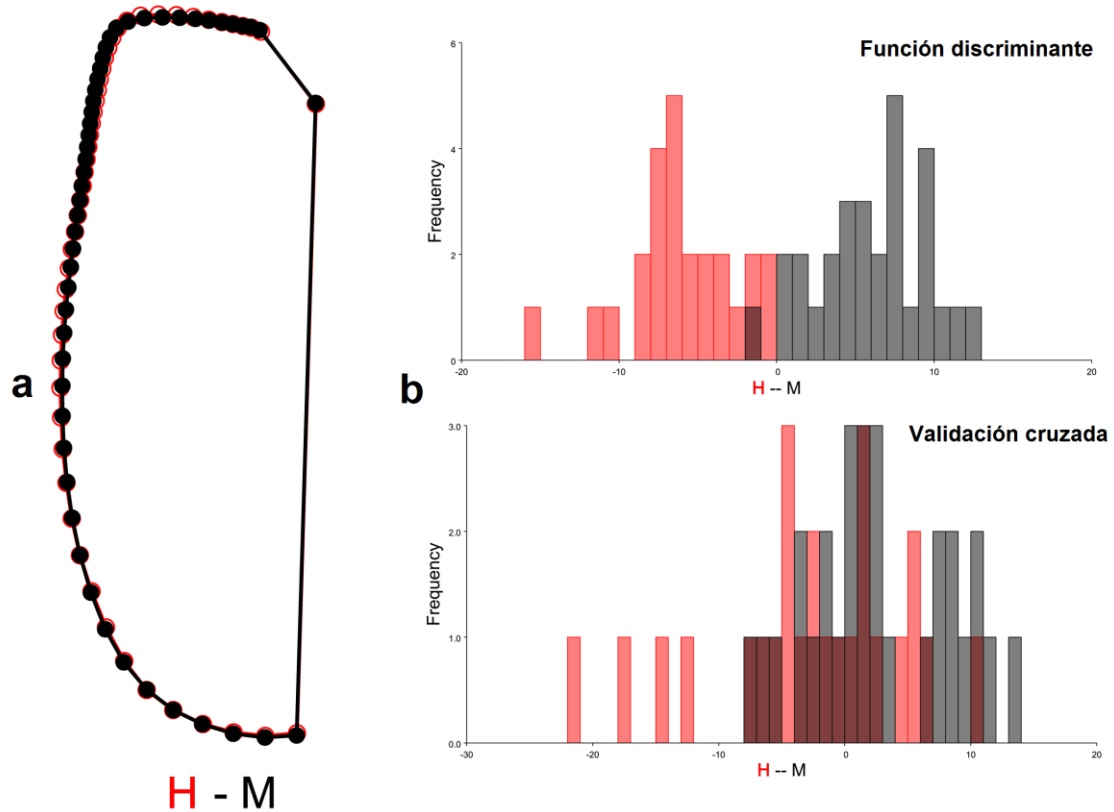 a
H - M
b
Función discriminante
Frequency
6
4
2
0
-20
-10
0
10
20
H -- M
Validación cruzada
Frequency
3.0
2.0
1.0
0.0
-30
-20
-10
0
10
20
H -- M